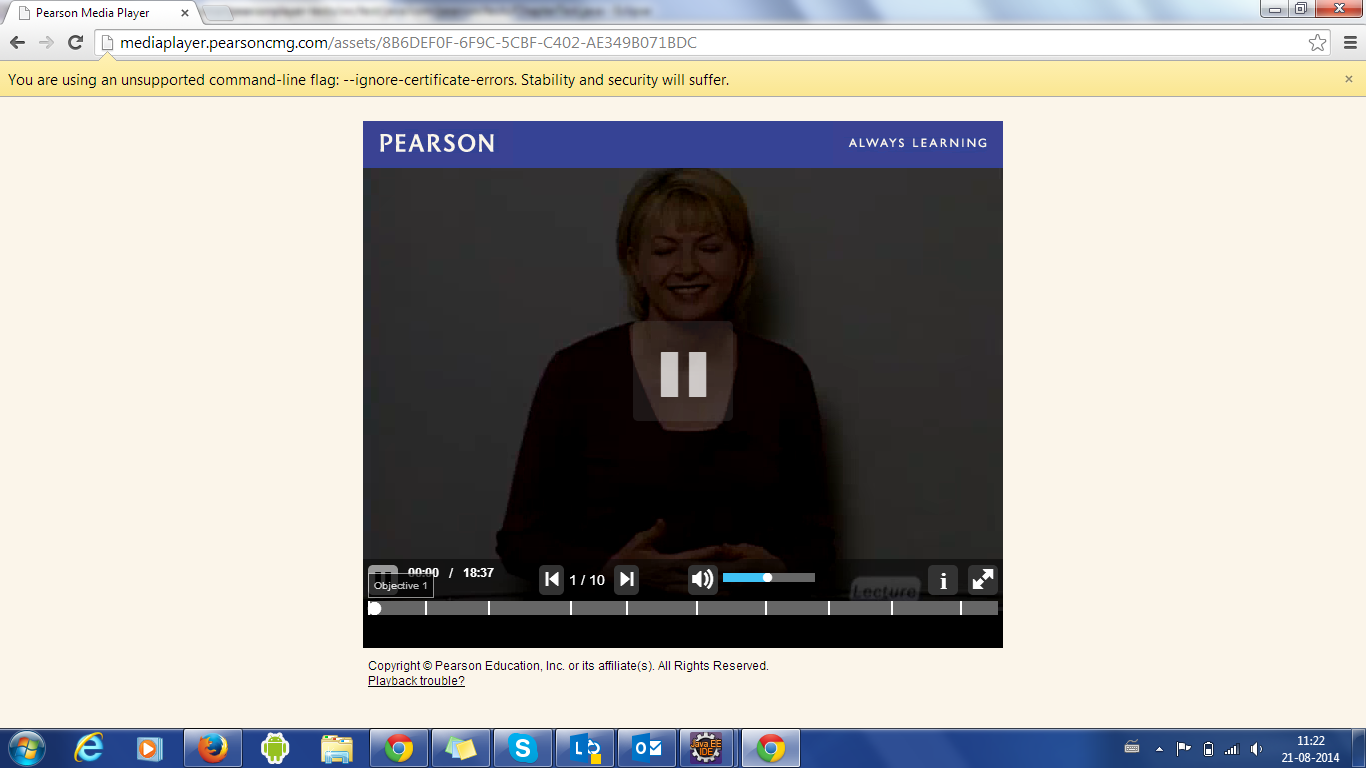 Pearson Media Player
mediaplayer.pearsoncmg.com/assets/8B6DEF0F-6F9C-5CBF-C402-AE349B071BDC
You are using an unsupported command-line flag: --ignore-certificate-errors. Stability and security will suffer.
PEARSON
ALWAYS LEARNING
00:00 / 18:37
1 / 10
i
Objective 1
Lecture
Copyright © Pearson Education, Inc. or its affiliate(s). All Rights Reserved.
Playback trouble?
Java EE
IDE
11:22
21-08-2014